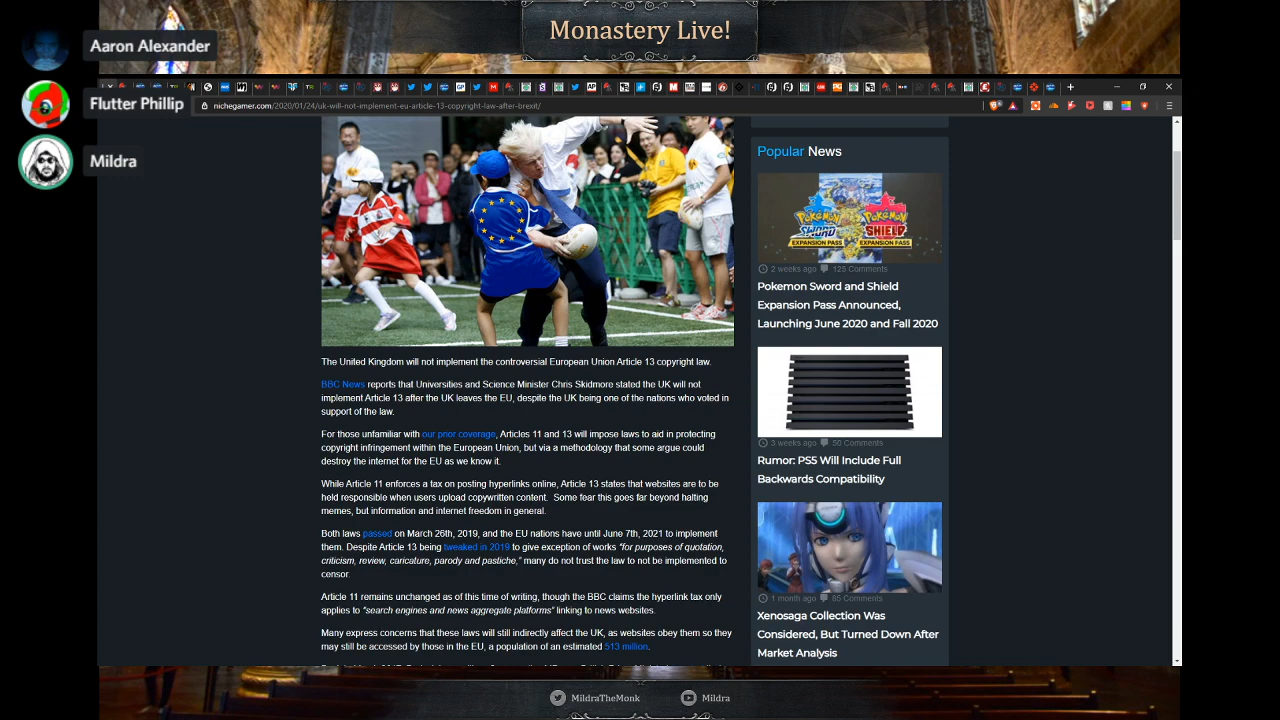 Monastery Live!
Aaron Alexander
Flutter Phillip
Mildra
nichegamer.com/2020/01/24/uk-will-not-implement-eu-article-13-copyright-law-after-brexit/
The United Kingdom will not implement the controversial European Union Article 13 copyright law.
BBC News reports that Universities and Science Minister Chris Skidmore stated the UK will not
implement Article 13 after the UK leaves the EU, despite the UK being one of the nations who voted in
support of the law.
For those unfamiliar with our prior coverage, Articles 11 and 13 will impose laws to aid in protecting
copyright infringement within the European Union, but via a methodology that some argue could
destroy the internet for the EU as we know it.
While Article 11 enforces a tax on posting hyperlinks online, Article 13 states that websites are to be
held responsible when users upload copywritten content. Some fear this goes far beyond halting
memes, but information and internet freedom in general.
Both laws passed on March 26th, 2019, and the EU nations have until June 7th, 2021 to implement
them. Despite Article 13 being tweaked in 2019 to give exception of works "for purposes of quotation,
criticism, review, caricature, parody and pastiche," many do not trust the law to not be implemented to
censor.
Article 11 remains unchanged as of this time of writing, though the BBC claims the hyperlink tax only
applies to "search engines and news aggregate platforms" linking to news websites.
Many express concerns that these laws will still indirectly affect the UK, as websites obey them so they
may still be accessed by those in the EU, a population of an estimated 513 million.
Popular News
POKEMON SWORD EXPANSION PASS
POKEMON SHIELD EXPANSION PASS
2 weeks ago 125 Comments
Pokemon Sword and Shield
Expansion Pass Announced,
Launching June 2020 and Fall 2020
3 weeks ago 50 Comments
Rumor: PS5 Will Include Full
Backwards Compatibility
1 month ago 65 Comments
Xenosaga Collection Was
Considered, But Turned Down After
Market Analysis
MildraTheMonk
Mildra